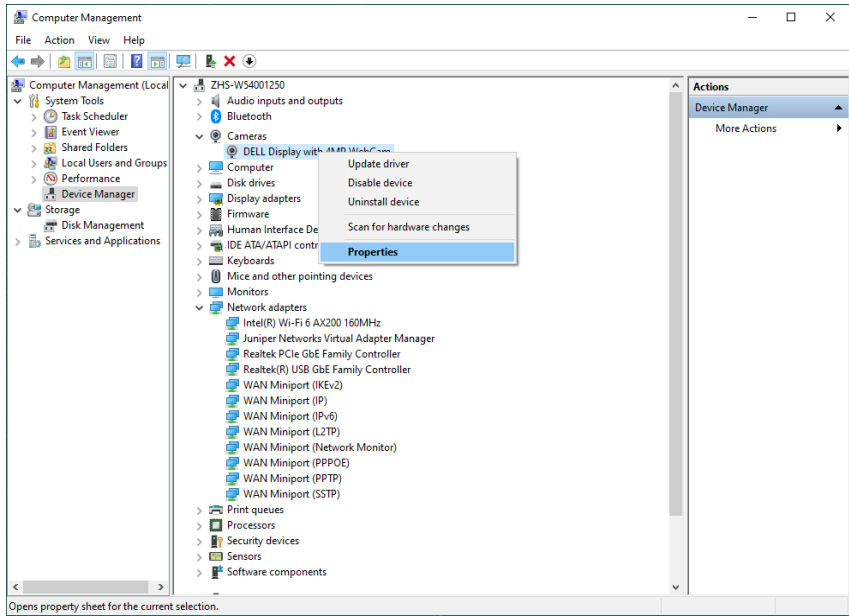 Computer Management
File Action View Help
Computer Management (Local
System Tools
Task Scheduler
Event Viewer
Shared Folders
Local Users and Groups
Performance
Device Manager
Storage
Disk Management
Services and Applications
ZHS-W54001250
Audio inputs and outputs
Bluetooth
Cameras
DELL Display with 4MP WebCam
Computer
Disk drives
Display adapters
Firmware
Human Interface De
IDE ATA/ATAPI contr
Keyboards
Mice and other pointing devices
Monitors
Network adapters
Intel(R) Wi-Fi 6 AX200 160MHz
Juniper Networks Virtual Adapter Manager
Realtek PCIe GbE Family Controller
Realtek(R) USB GbE Family Controller
WAN Miniport (IKEv2)
WAN Miniport (IP)
WAN Miniport (IPv6)
WAN Miniport (L2TP)
WAN Miniport (Network Monitor)
WAN Miniport (PPPOE)
WAN Miniport (PPTP)
WAN Miniport (SSTP)
Print queues
Processors
Security devices
Sensors
Software components
Update driver
Disable device
Uninstall device
Scan for hardware changes
Properties
Actions
Device Manager
More Actions
Opens property sheet for the current selection.